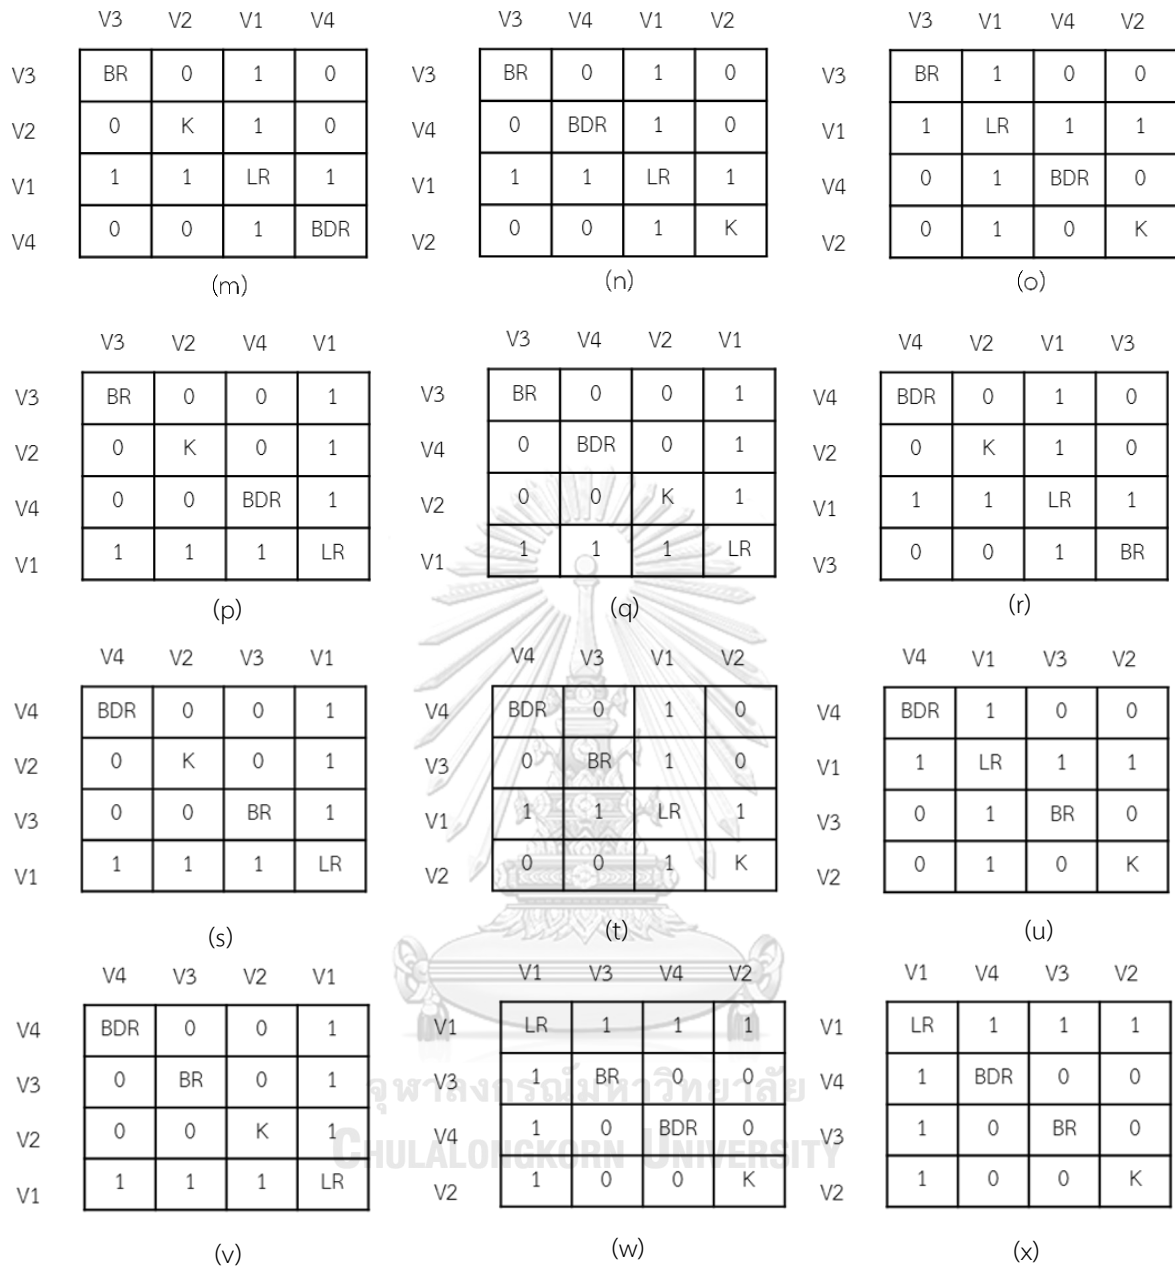 V3 V2 V1 V4
V3 BR 0 1 0
V2 0 K 1 0
V1 1 1 LR 1
V4 0 0 1 BDR
(m)
V3 V4 V1 V2
V3 BR 0 1 0
V4 0 BDR 1 0
V1 1 1 LR 1
V2 0 0 1 K
(n)
V3 V1 V4 V2
V3 BR 1 0 0
V1 1 LR 1 1
V4 0 1 BDR 0
V2 0 1 0 K
(o)
V3 V2 V4 V1
V3 BR 0 0 1
V2 0 K 0 1
V4 0 0 BDR 1
V1 1 1 1 LR
(p)
V3 V4 V2 V1
V3 BR 0 0 1
V4 0 BDR 0 1
V2 0 0 K 1
V1 1 1 1 LR
(q)
V4 V2 V1 V3
V4 BDR 0 1 0
V2 0 K 1 0
V1 1 1 LR 1
V3 0 0 1 BR
(r)
V4 V2 V3 V1
V4 BDR 0 0 1
V2 0 K 0 1
V3 0 0 BR 1
V1 1 1 1 LR
(s)
V4 V3 V1 V2
V4 BDR 0 1 0
V3 0 BR 1 0
V1 1 1 LR 1
V2 0 0 1 K
(t)
V4 V1 V3 V2
V4 BDR 1 0 0
V1 1 LR 1 1
V3 0 1 BR 0
V2 0 1 0 K
(u)
V4 V3 V2 V1
V4 BDR 0 0 1
V3 0 BR 0 1
V2 0 0 K 1
V1 1 1 1 LR
(v)
V1 V3 V4 V2
V1 LR 1 1 1
V3 1 BR 0 0
V4 1 0 BDR 0
V2 1 0 0 K
(w)
V1 V4 V3 V2
V1 LR 1 1 1
V4 1 BDR 0 0
V3 1 0 BR 0
V2 1 0 0 K
(x)
จุฬาลงกรณ์มหาวิทยาลัย
CHULALONGKORN UNIVERSITY